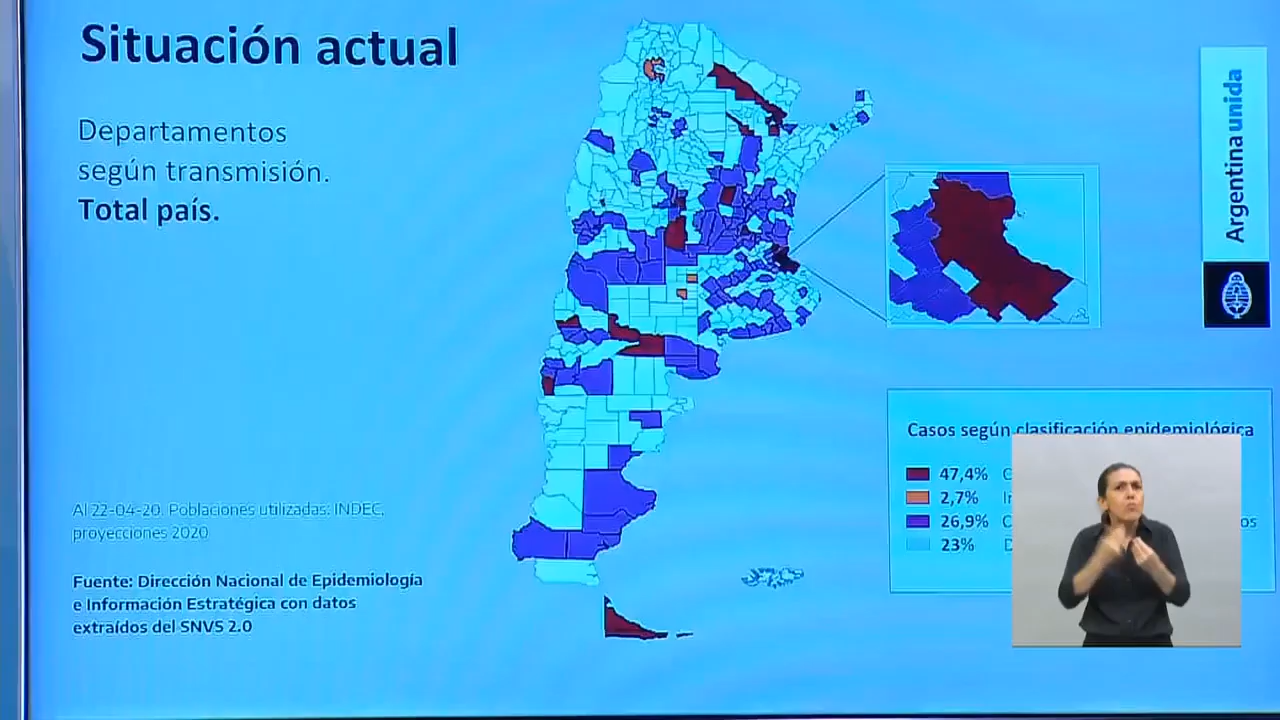 Situación actual
Departamentos
según transmisión.
Total país.
Al 22-04-20. Poblaciones utilizadas: INDEC,
proyecciones 2020
Fuente: Dirección Nacional de Epidemiología
e Información Estratégica con datos
extraídos del SNVS 2.0
Argentina unida
Casos según clasificación epidemiológica
47,4% C
2,7% I
26,9% C os
23% D